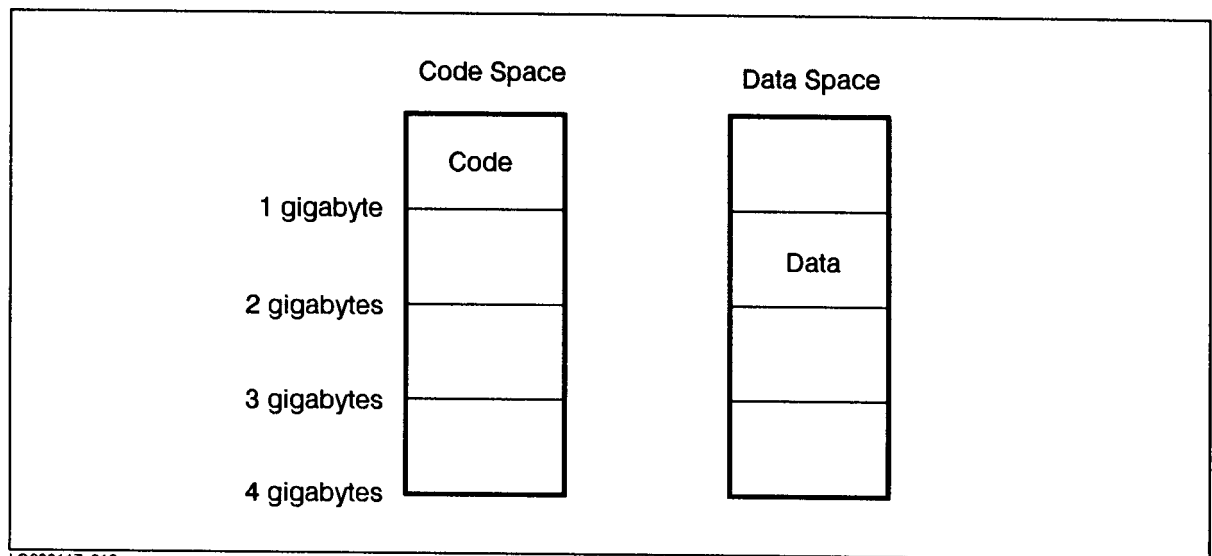 Code Space
Data Space
Code
1 gigabyte
Data
2 gigabytes
3 gigabytes
4 gigabytes